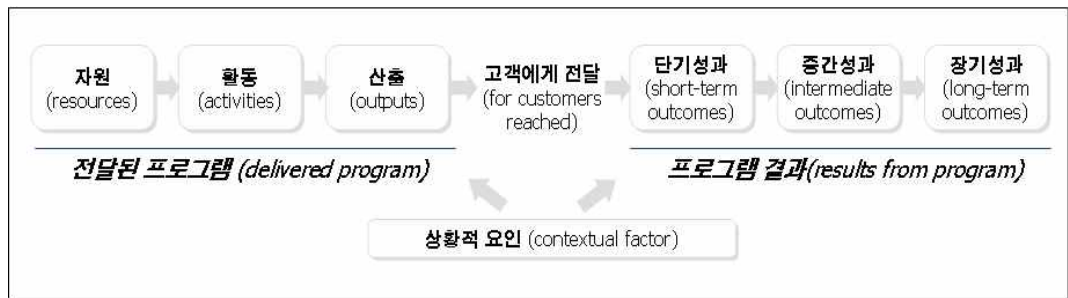 자원
(resources)
활동
(activities)
산출
(outputs)
고객에게 전달
(for customers
reached)
단기성과
(short-term
outcomes)
중간성과
(intermediate
outcomes)
장기성과
(long-term
outcomes)
전달된 프로그램 (delivered program)
프로그램 결과(results from program)
상황적 요인 (contextual factor)